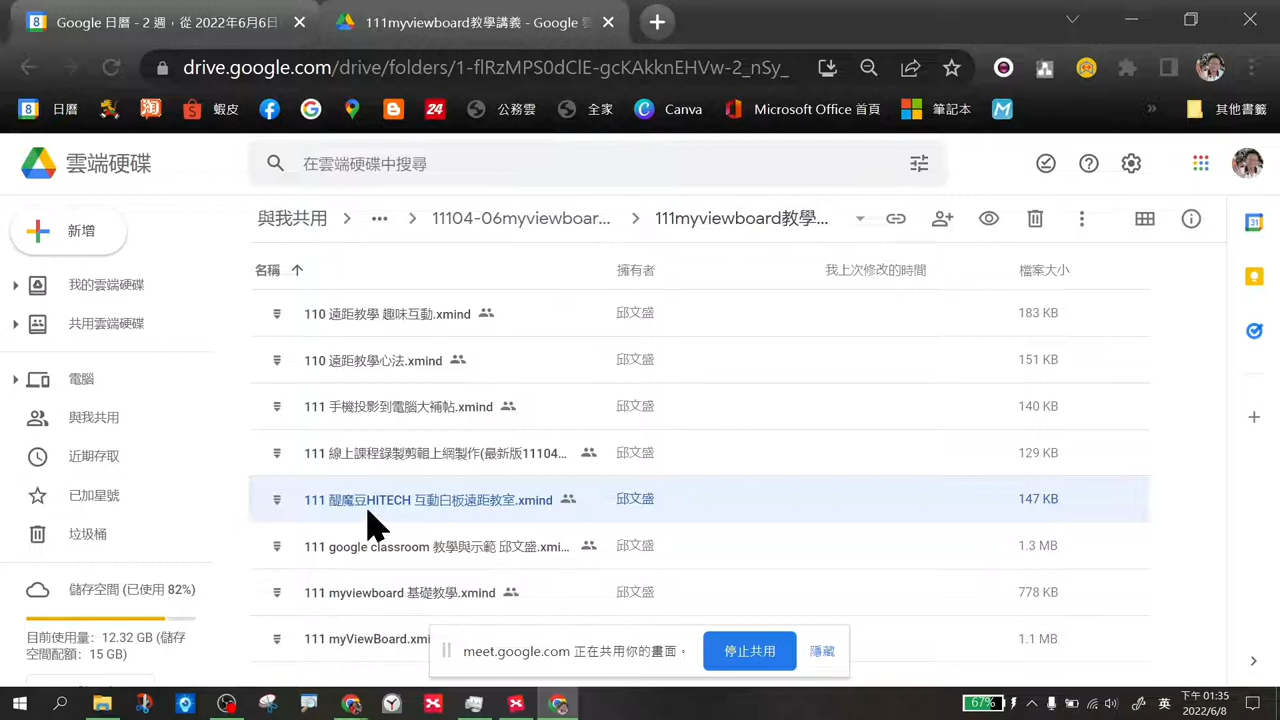 Google 日曆 - 2 週，從 2022年6月6日
111myviewboard教學講義 - Google 雲
drive.google.com/drive/folders/1-flRzMPS0dClE-gcKAkknEHVw-2_nSy_
日曆
淘
蝦皮
24
公務雲
全家
Canva
Microsoft Office 首頁
筆記本
其他書籤
雲端硬碟
在雲端硬碟中搜尋
新增
與我共用
11104-06myviewboar...
111myviewboard教學...
名稱
擁有者
我上次修改的時間
檔案大小
我的雲端硬碟
共用雲端硬碟
電腦
與我共用
近期存取
已加星號
垃圾桶
儲存空間 (已使用 82%)
目前使用量：12.32 GB (儲存
空間配額：15 GB)
110 遠距教學 趣味互動.xmind 邱文盛 183 KB
110 遠距教學心法.xmind 邱文盛 151 KB
111 手機投影到電腦大補帖.xmind 邱文盛 140 KB
111 線上課程錄製剪輯上網製作(最新版11104... 邱文盛 129 KB
111 醍魔豆HITECH 互動白板遠距教室.xmind 邱文盛 147 KB
111 google classroom 教學與示範 邱文盛.xmi... 邱文盛 1.3 MB
111 myviewboard 基礎教學.xmind 邱文盛 778 KB
111 myViewBoard.xmi 1.1 MB
meet.google.com 正在共用你的畫面。
停止共用
隱藏
67%
英
下午 01:35
2022/6/8